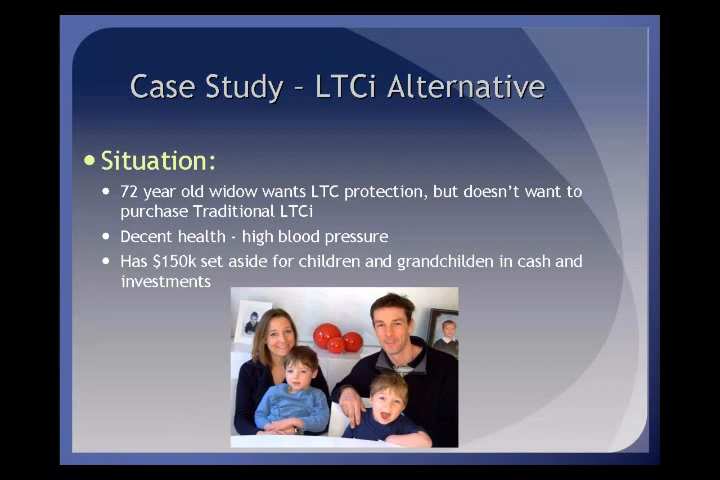 Case Study – LTCi Alternative
Situation:
72 year old widow wants LTC protection, but doesn't want to
purchase Traditional LTCi
Decent health - high blood pressure
Has $150k set aside for children and grandchilden in cash and
investments